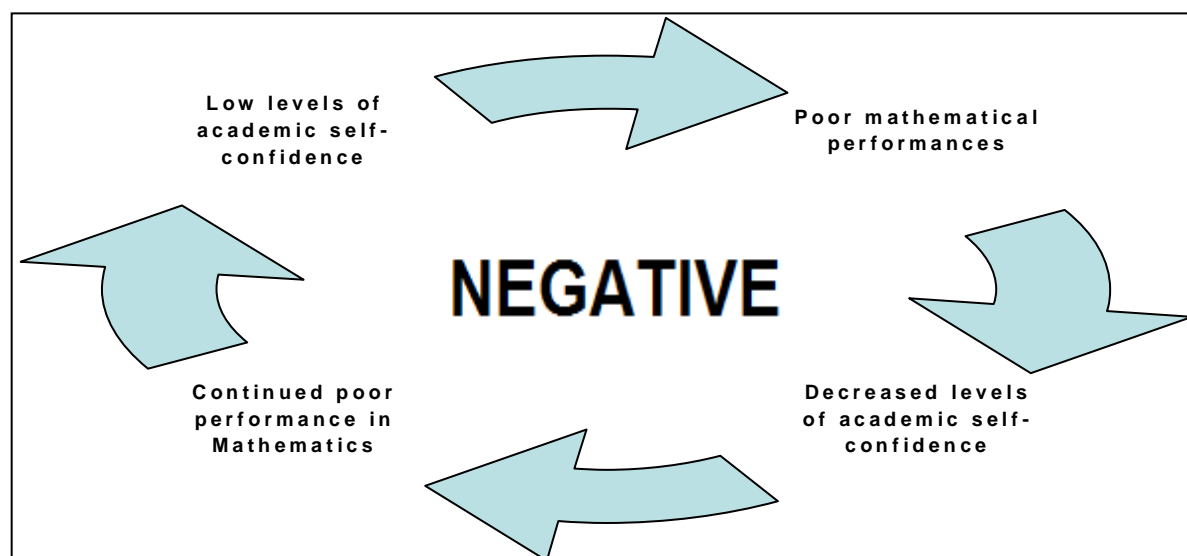 Low levels of
academic self-
confidence
Poor mathematical
performances
NEGATIVE
Continued poor
performance in
Mathematics
Decreased levels
of academic self-
confidence